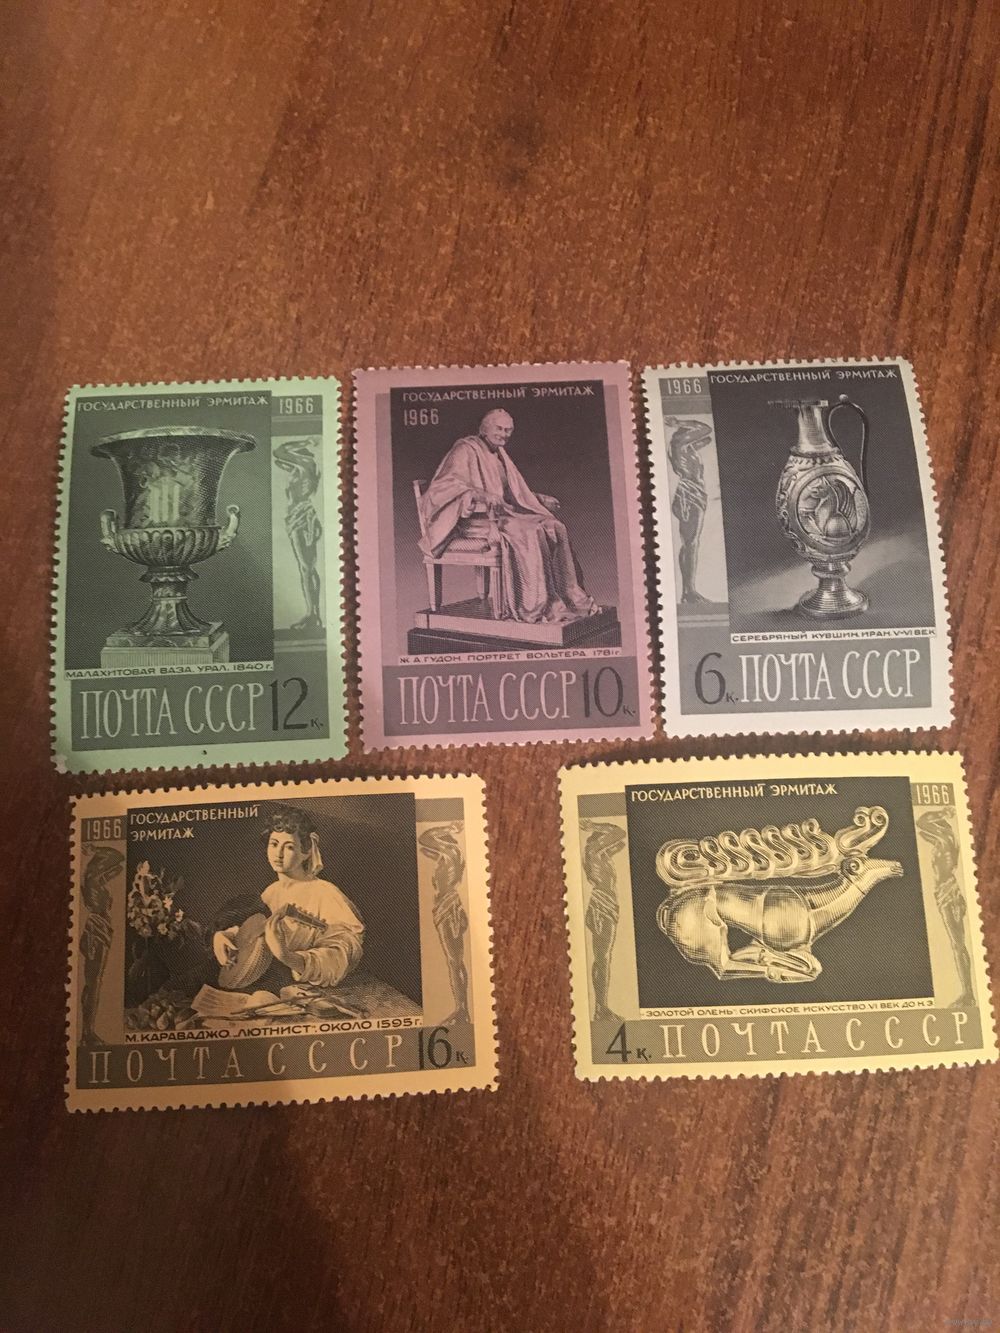 ГОСУДАРСТВЕННЫЙ ЭРМИТАЖ
1966
МАЛАХИТОВАЯ ВАЗА. УРАЛ. 1840 г.
ПОЧТА СССР 12 к.
ГОСУДАРСТВЕННЫЙ ЭРМИТАЖ
1966
Ж. А. ГУДОН. ПОРТРЕТ ВОЛЬТЕРА. 1781 г.
ПОЧТА СССР 10 к.
1966
ГОСУДАРСТВЕННЫЙ ЭРМИТАЖ
СЕРЕБРЯНЫЙ КУВШИН. ИРАН. V-VI ВЕК
6 к. ПОЧТА СССР
1966
ГОСУДАРСТВЕННЫЙ
ЭРМИТАЖ
М. КАРАВАДЖО. „ЛЮТНИСТ“. ОКОЛО 1595 г.
ПОЧТА СССР 16 к.
ГОСУДАРСТВЕННЫЙ ЭРМИТАЖ
1966
„ЗОЛОТОЙ ОЛЕНЬ“. СКИФСКОЕ ИСКУССТВО. VI ВЕК ДО Н. Э.
4 к. ПОЧТА СССР